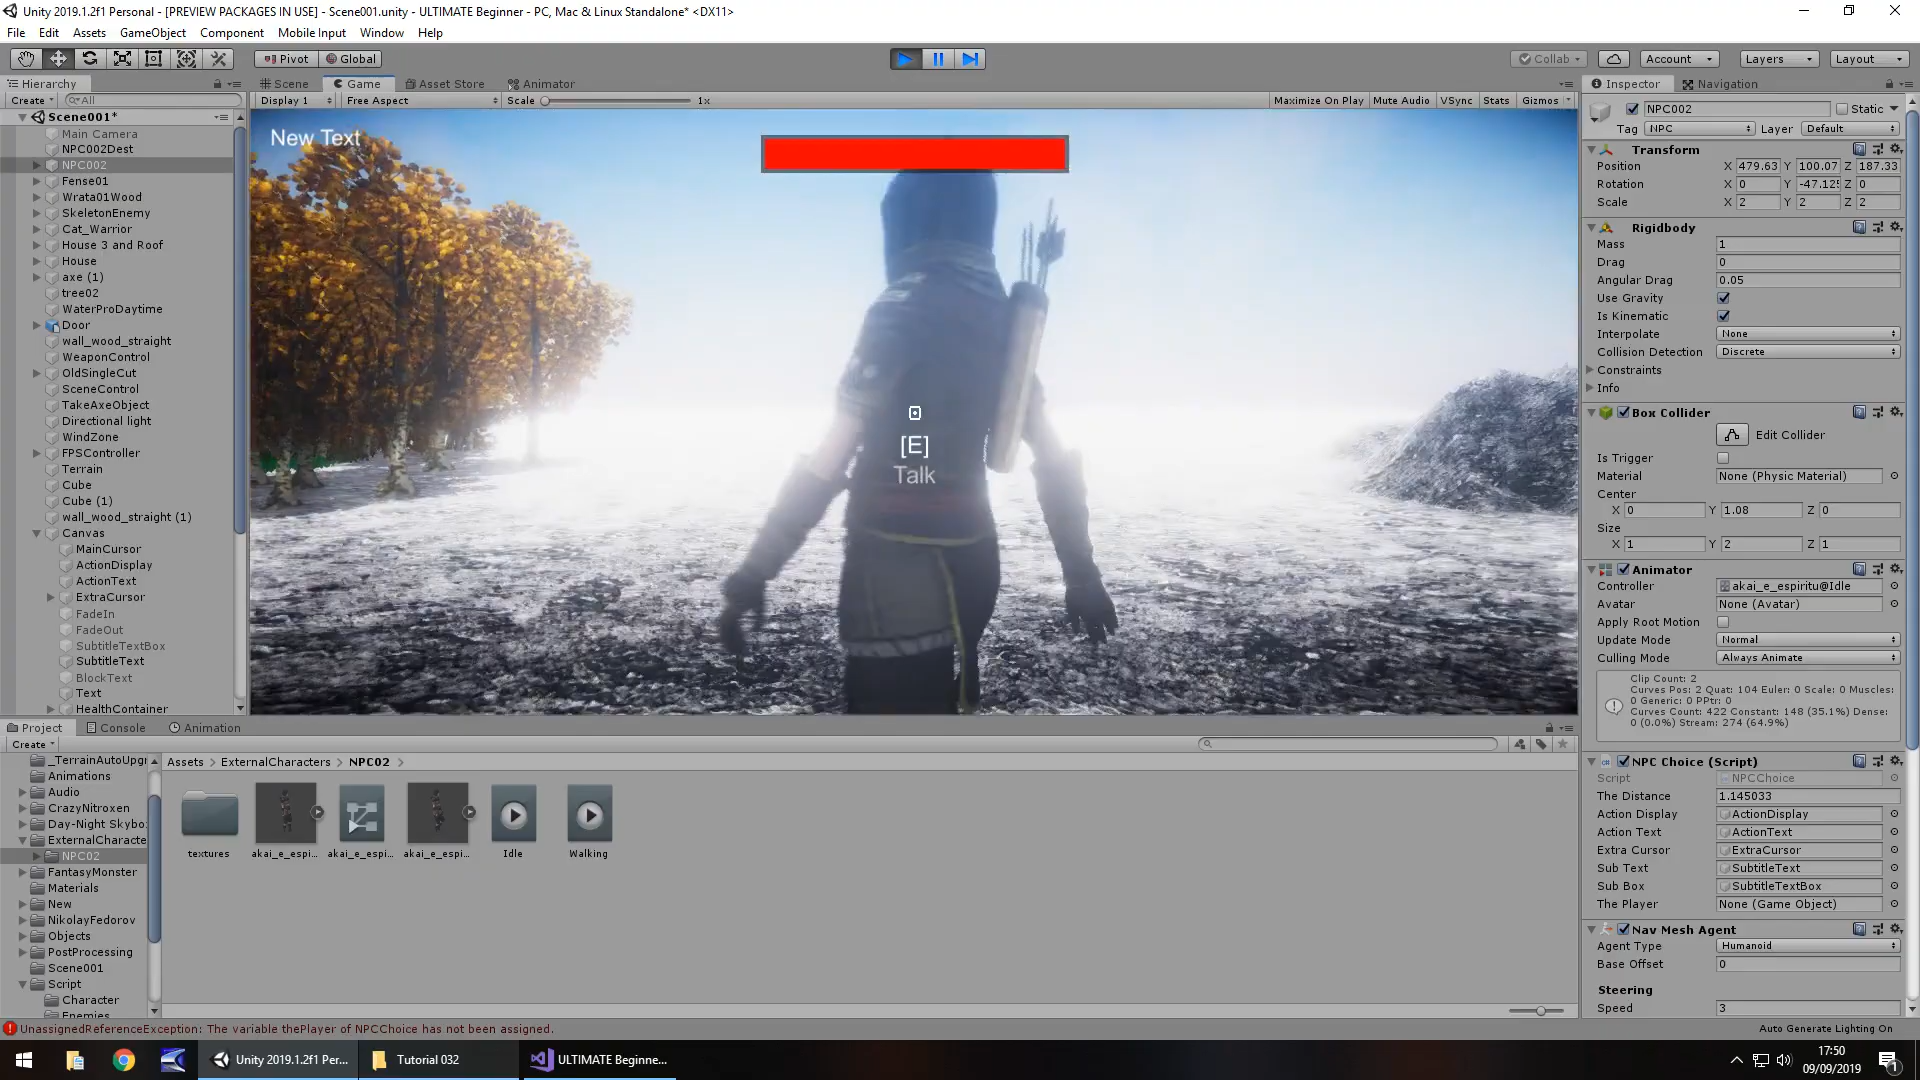 Unity 2019.1.2f1 Personal - [PREVIEW PACKAGES IN USE] - Scene001.unity - ULTIMATE Beginner - PC, Mac & Linux Standalone* <DX11>
File Edit Assets GameObject Component Mobile Input Window Help
Pivot Global Collab Account Layers Layout
Hierarchy Scene Game Asset Store Animator Inspector Navigation
Create All Display 1 Free Aspect Scale 1x Maximize On Play Mute Audio VSync Stats Gizmos
Scene001*
Main Camera
NPC002Dest
NPC002
Fense01
Wrata01Wood
SkeletonEnemy
Cat_Warrior
House 3 and Roof
House
axe (1)
tree02
WaterProDaytime
Door
wall_wood_straight
WeaponControl
OldSingleCut
SceneControl
TakeAxeObject
Directional light
WindZone
FPSController
Terrain
Cube
Cube (1)
wall_wood_straight (1)
Canvas
MainCursor
ActionDisplay
ActionText
ExtraCursor
FadeIn
FadeOut
SubtitleTextBox
SubtitleText
BlockText
Text
HealthContainer
New Text
[E]
Talk
NPC002 Static
Tag NPC Layer Default
Transform
Position X 479.63 Y 100.07 Z 187.33
Rotation X 0 Y -47.125 Z 0
Scale X 2 Y 2 Z 2
Rigidbody
Mass 1
Drag 0
Angular Drag 0.05
Use Gravity
Is Kinematic
Interpolate None
Collision Detection Discrete
Constraints
Info
Box Collider
Edit Collider
Is Trigger
Material None (Physic Material)
Center
X 0 Y 1.08 Z 0
Size
X 1 Y 2 Z 1
Animator
Controller akai_e_espiritu@Idle
Avatar None (Avatar)
Apply Root Motion
Update Mode Normal
Culling Mode Always Animate
Clip Count: 2
Curves Pos: 2 Quat: 104 Euler: 0 Scale: 0 Muscles:
0 Generic: 0 PPtr: 0
Curves Count: 422 Constant: 148 (35.1%) Dense:
0 (0.0%) Stream: 274 (64.9%)
NPC Choice (Script)
Script NPCChoice
The Distance 1.145033
Action Display ActionDisplay
Action Text ActionText
Extra Cursor ExtraCursor
Sub Text SubtitleText
Sub Box SubtitleTextBox
The Player None (Game Object)
Nav Mesh Agent
Agent Type Humanoid
Base Offset 0
Steering
Speed 3
Project Console Animation
Create
_TerrainAutoUpgr
Animations
Audio
CrazyNitroxen
Day-Night Skybo
ExternalCharacte
NPC02
FantasyMonster
Materials
New
NikolayFedorov
Objects
PostProcessing
Scene001
Script
Character
Enemies
Assets > ExternalCharacters > NPC02 >
textures akai_e_espi... akai_e_espi... akai_e_espi... Idle Walking
UnassignedReferenceException: The variable thePlayer of NPCChoice has not been assigned. Auto Generate Lighting On
Unity 2019.1.2f1 Per... Tutorial 032 ULTIMATE Beginne...
17:50
09/09/2019
1